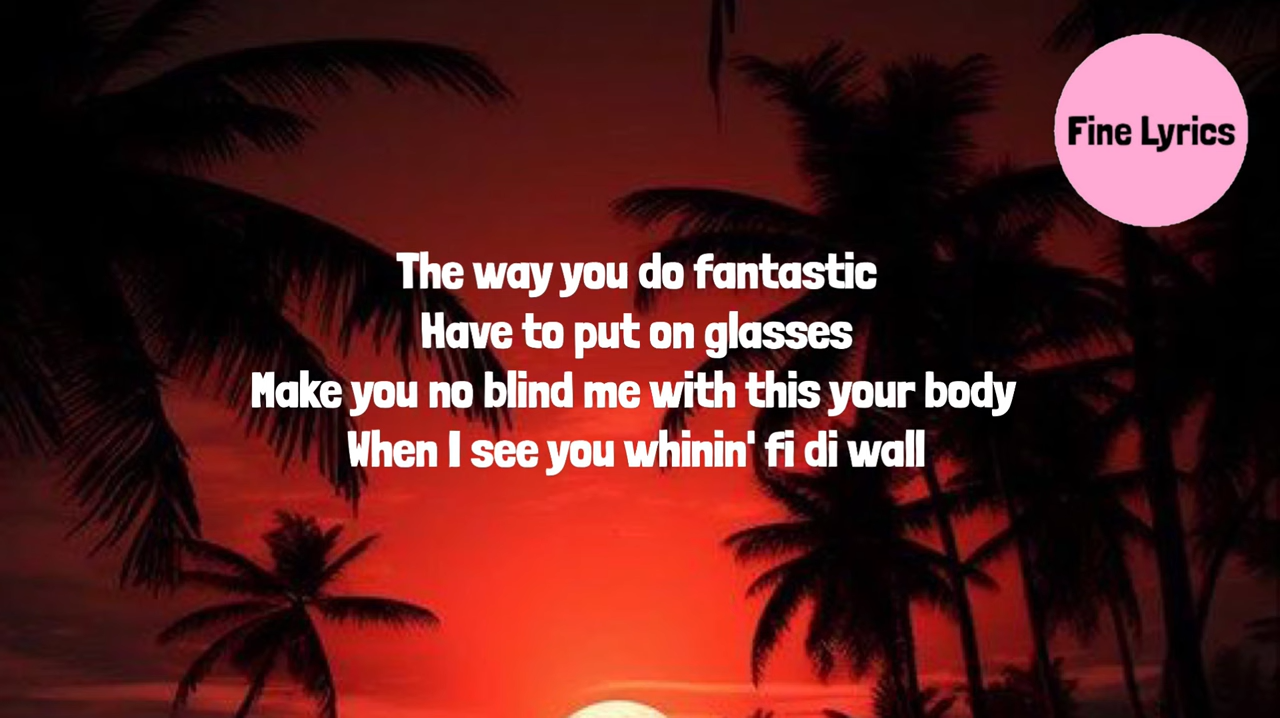 Fine Lyrics
The way you do fantastic
Have to put on glasses
Make you no blind me with this your body
When I see you whinin' fi di wall